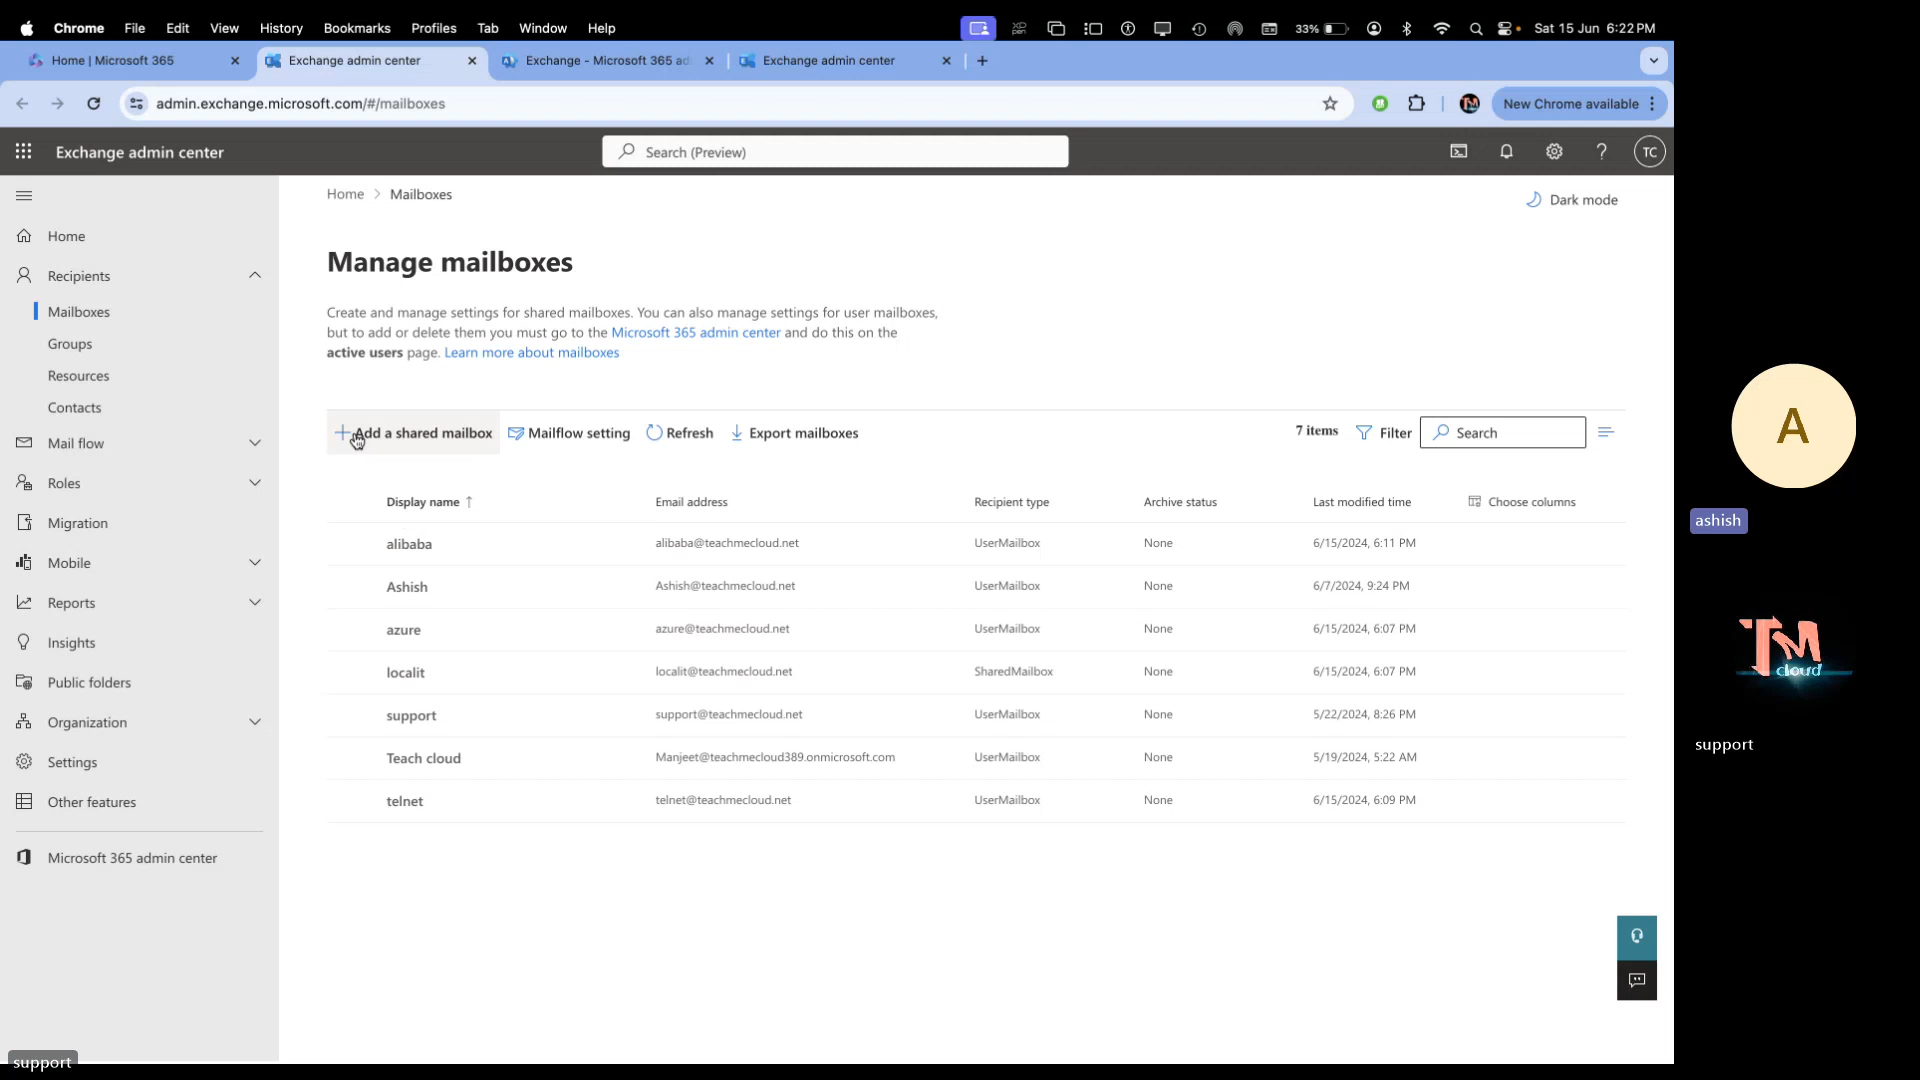 Chrome File Edit View History Bookmarks Profiles Tab Window Help 33% Sat 15 Jun 6:22 PM
Home | Microsoft 365 Exchange admin center Exchange - Microsoft 365 ad Exchange admin center
admin.exchange.microsoft.com/#/mailboxes New Chrome available
Exchange admin center Search (Preview) TC
Home
Recipients
Mailboxes
Groups
Resources
Contacts
Mail flow
Roles
Migration
Mobile
Reports
Insights
Public folders
Organization
Settings
Other features
Microsoft 365 admin center
Home > Mailboxes
Dark mode
Manage mailboxes
Create and manage settings for shared mailboxes. You can also manage settings for user mailboxes,
but to add or delete them you must go to the Microsoft 365 admin center and do this on the
active users page. Learn more about mailboxes
Add a shared mailbox Mailflow setting Refresh Export mailboxes 7 items Filter Search
Display name ↑ Email address Recipient type Archive status Last modified time Choose columns
alibaba alibaba@teachmecloud.net UserMailbox None 6/15/2024, 6:11 PM
Ashish Ashish@teachmecloud.net UserMailbox None 6/7/2024, 9:24 PM
azure azure@teachmecloud.net UserMailbox None 6/15/2024, 6:07 PM
localit localit@teachmecloud.net SharedMailbox None 6/15/2024, 6:07 PM
support support@teachmecloud.net UserMailbox None 5/22/2024, 8:26 PM
Teach cloud Manjeet@teachmecloud389.onmicrosoft.com UserMailbox None 5/19/2024, 5:22 AM
telnet telnet@teachmecloud.net UserMailbox None 6/15/2024, 6:09 PM
A
ashish
TM
cloud
support
support